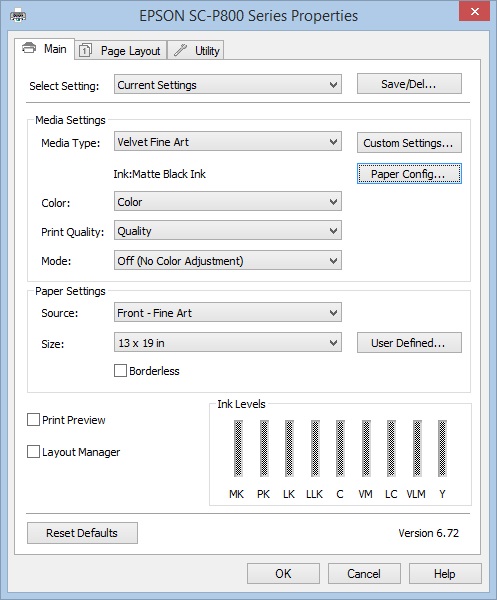 EPSON SC-P800 Series Properties
Main
1 Page Layout
Utility
Select Setting: Current Settings Save/Del...
Media Settings
Media Type: Velvet Fine Art Custom Settings...
Ink:Matte Black Ink Paper Config...
Color: Color
Print Quality: Quality
Mode: Off (No Color Adjustment)
Paper Settings
Source: Front - Fine Art
Size: 13 x 19 in User Defined...
Borderless
Print Preview
Layout Manager
Ink Levels
MK PK LK LLK C VM LC VLM Y
Reset Defaults Version 6.72
OK Cancel Help